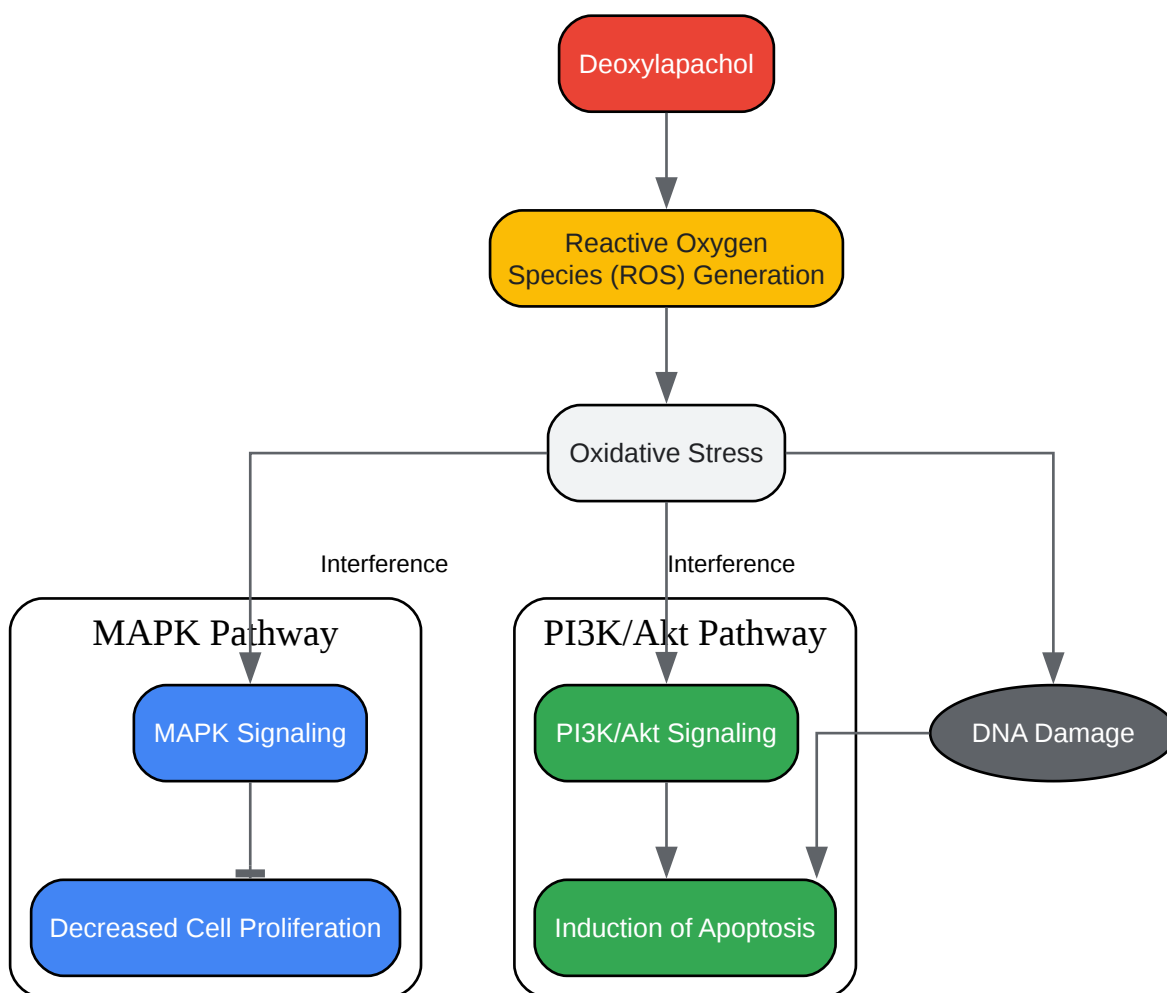 Deoxylapachol
Reactive Oxygen
Species (ROS) Generation
Oxidative Stress
Interference
Interference
MAPK Pathway
PI3K/Akt Pathway
MAPK Signaling
PI3K/Akt Signaling
DNA Damage
Decreased Cell Proliferation
Induction of Apoptosis